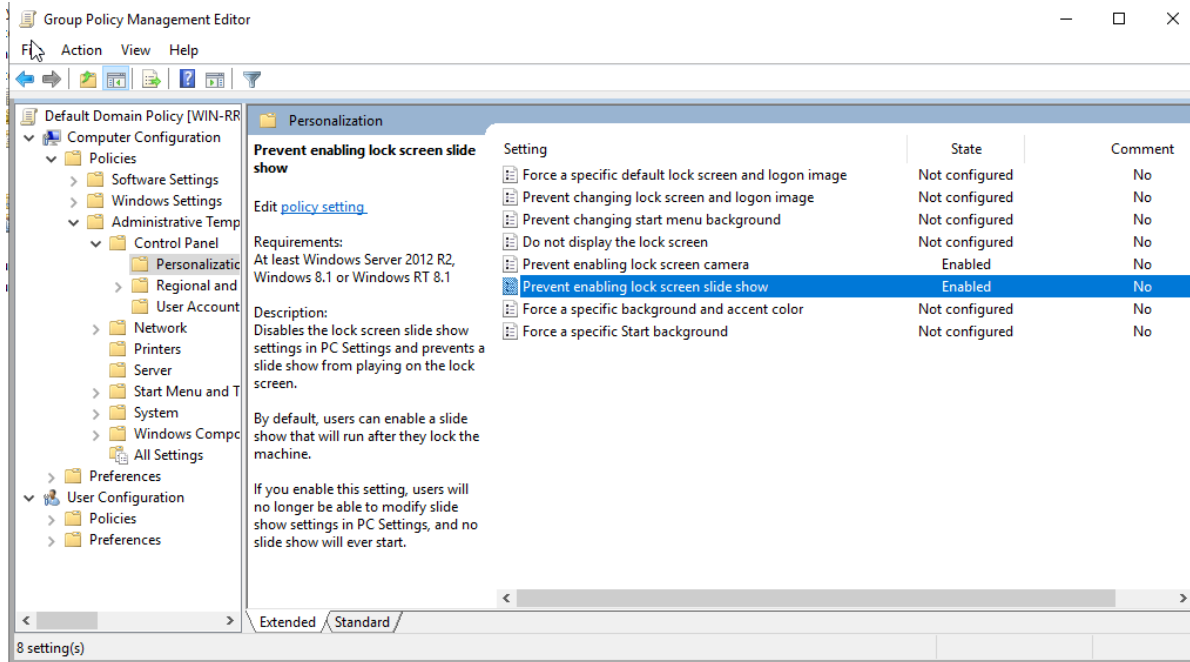 Group Policy Management Editor
Action View Help
Default Domain Policy [WIN-RR
Computer Configuration
Policies
Software Settings
Windows Settings
Administrative Temp
Control Panel
Personalizatic
Regional and
User Account
Network
Printers
Server
Start Menu and T
System
Windows Compc
All Settings
Preferences
User Configuration
Policies
Preferences
Personalization
Prevent enabling lock screen slide
show
Edit policy setting
Requirements:
At least Windows Server 2012 R2,
Windows 8.1 or Windows RT 8.1
Description:
Disables the lock screen slide show
settings in PC Settings and prevents a
slide show from playing on the lock
screen.
By default, users can enable a slide
show that will run after they lock the
machine.
If you enable this setting, users will
no longer be able to modify slide
show settings in PC Settings, and no
slide show will ever start.
Setting State Comment
Force a specific default lock screen and logon image Not configured No
Prevent changing lock screen and logon image Not configured No
Prevent changing start menu background Not configured No
Do not display the lock screen Not configured No
Prevent enabling lock screen camera Enabled No
Prevent enabling lock screen slide show Enabled No
Force a specific background and accent color Not configured No
Force a specific Start background Not configured No
Extended Standard
8 setting(s)